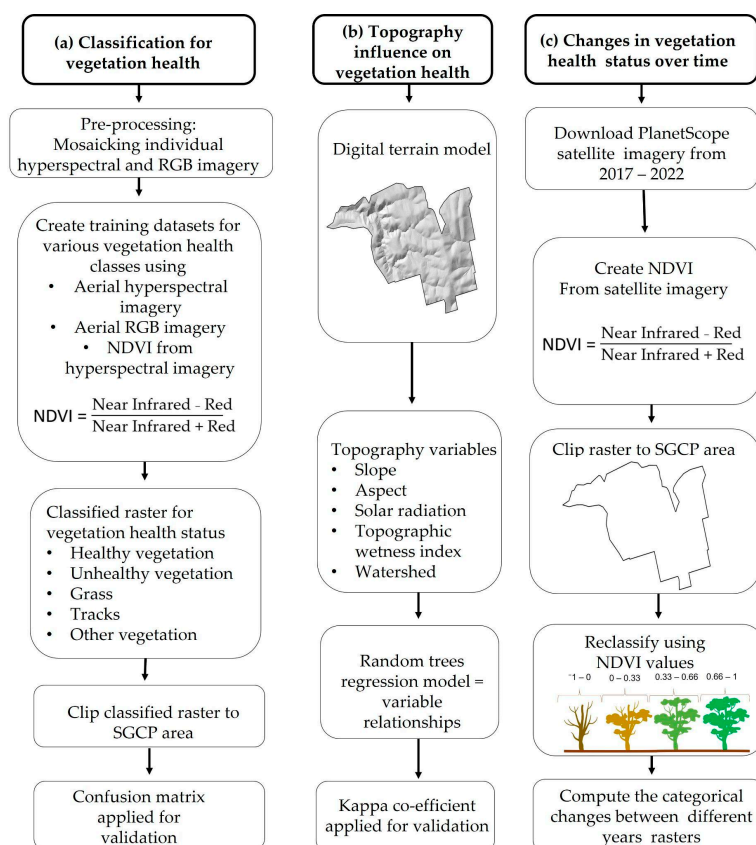 (a) Classification for
vegetation health
Pre-processing:
Mosaicking individual
hyperspectral and RGB imagery
Create training datasets for
various vegetation health
classes using
• Aerial hyperspectral
imagery
• Aerial RGB imagery
• NDVI from
hyperspectral imagery
NDVI = Near Infrared - Red
Near Infrared + Red
Classified raster for
vegetation health status
• Healthy vegetation
• Unhealthy vegetation
• Grass
• Tracks
• Other vegetation
Clip classified raster to
SGCP area
Confusion matrix
applied for
validation
(b) Topography
influence on
vegetation health
Digital terrain model
Topography variables
• Slope
• Aspect
• Solar radiation
• Topographic
wetness index
• Watershed
Random trees
regression model =
variable
relationships
Kappa co-efficient
applied for validation
(c) Changes in vegetation
health status over time
Download PlanetScope
satellite imagery from
2017 – 2022
Create NDVI
From satellite imagery
NDVI = Near Infrared - Red
Near Infrared + Red
Clip raster to SGCP area
Reclassify using
NDVI values
-1 – 0 0 – 0.33 0.33 – 0.66 0.66 – 1
Compute the categorical
changes between different
years rasters